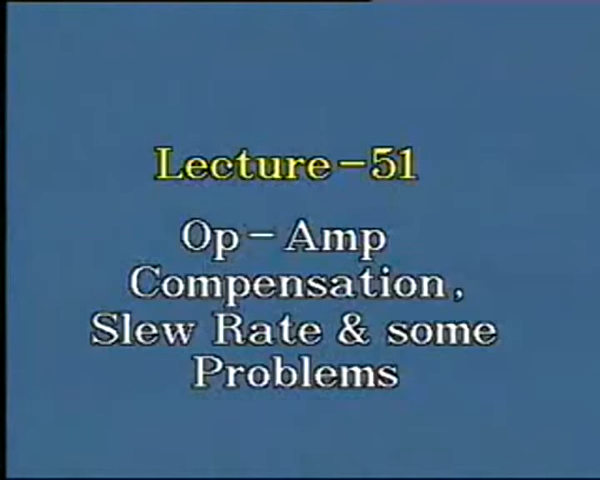 Lecture-51
Op-Amp
Compensation,
Slew Rate & some
Problems